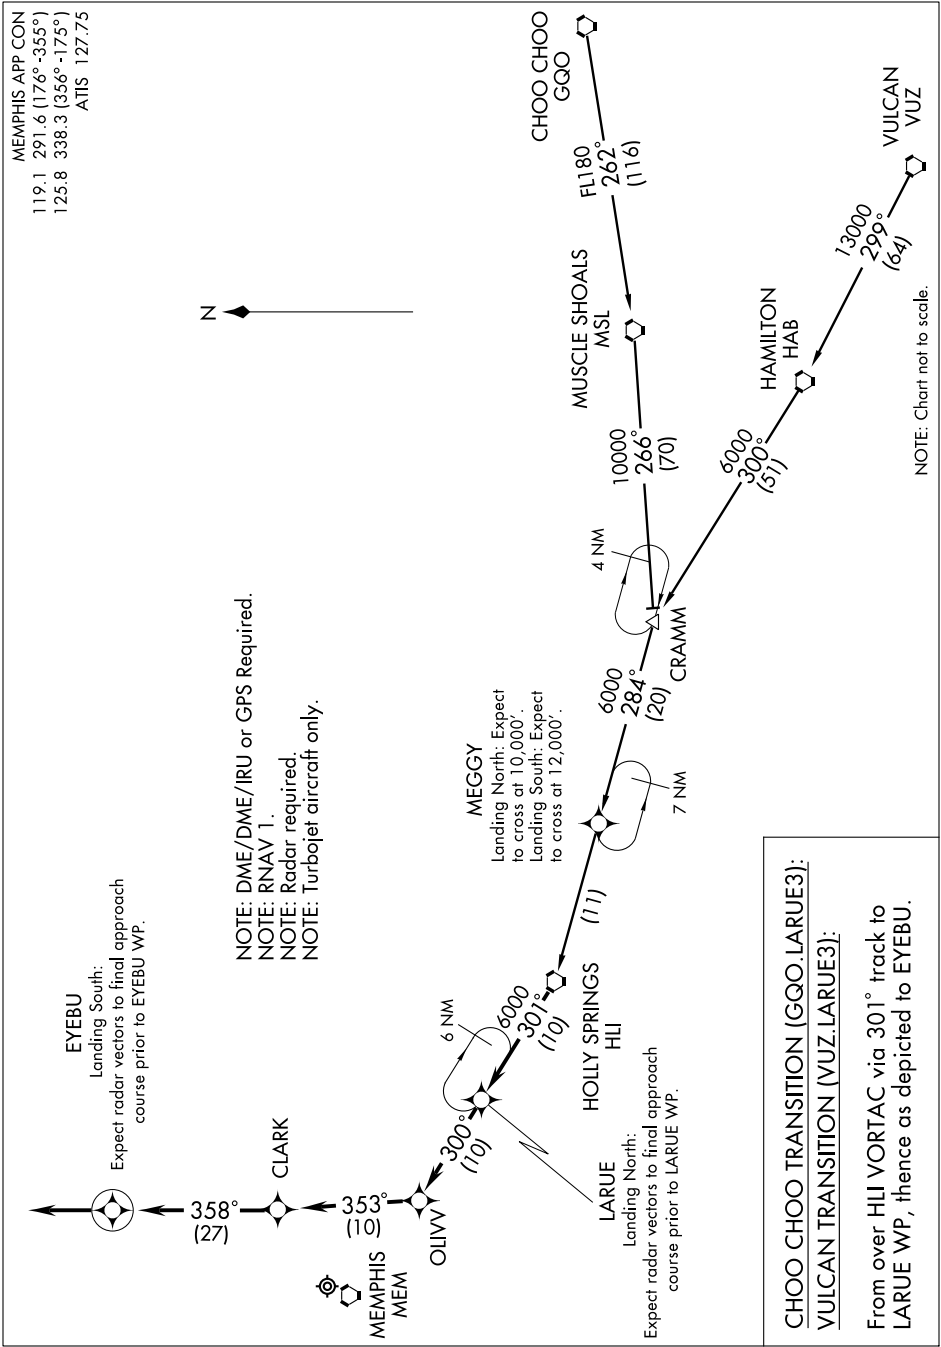 MEMPHIS APP CON
119.1 291.6 (176° -355°)
125.8 338.3 (356° -175°)
ATIS 127.75
N
CHOO CHOO
GQO
FL180
262°
(116)
MUSCLE SHOALS
MSL
10000
266°
(70)
VULCAN
VUZ
13000
299°
(64)
HAMILTON
HAB
6000
300°
(51)
NOTE: Chart not to scale.
4 NM
CRAMM
6000
284°
(20)
NOTE: DME/DME/IRU or GPS Required.
NOTE: RNAV 1.
NOTE: Radar required.
NOTE: Turbojet aircraft only.
MEGGY
Landing North: Expect
to cross at 10,000'.
Landing South: Expect
to cross at 12,000'.
7 NM
(11)
HOLLY SPRINGS
HLI
6000
301°
(10)
6 NM
LARUE
Landing North:
Expect radar vectors to final approach
course prior to LARUE WP.
300°
(10)
OLIVV
353°
(10)
MEMPHIS
MEM
CLARK
358°
(27)
EYEBU
Landing South:
Expect radar vectors to final approach
course prior to EYEBU WP.
CHOO CHOO TRANSITION (GQO.LARUE3):
VULCAN TRANSITION (VUZ.LARUE3):
From over HLI VORTAC via 301° track to
LARUE WP, thence as depicted to EYEBU.